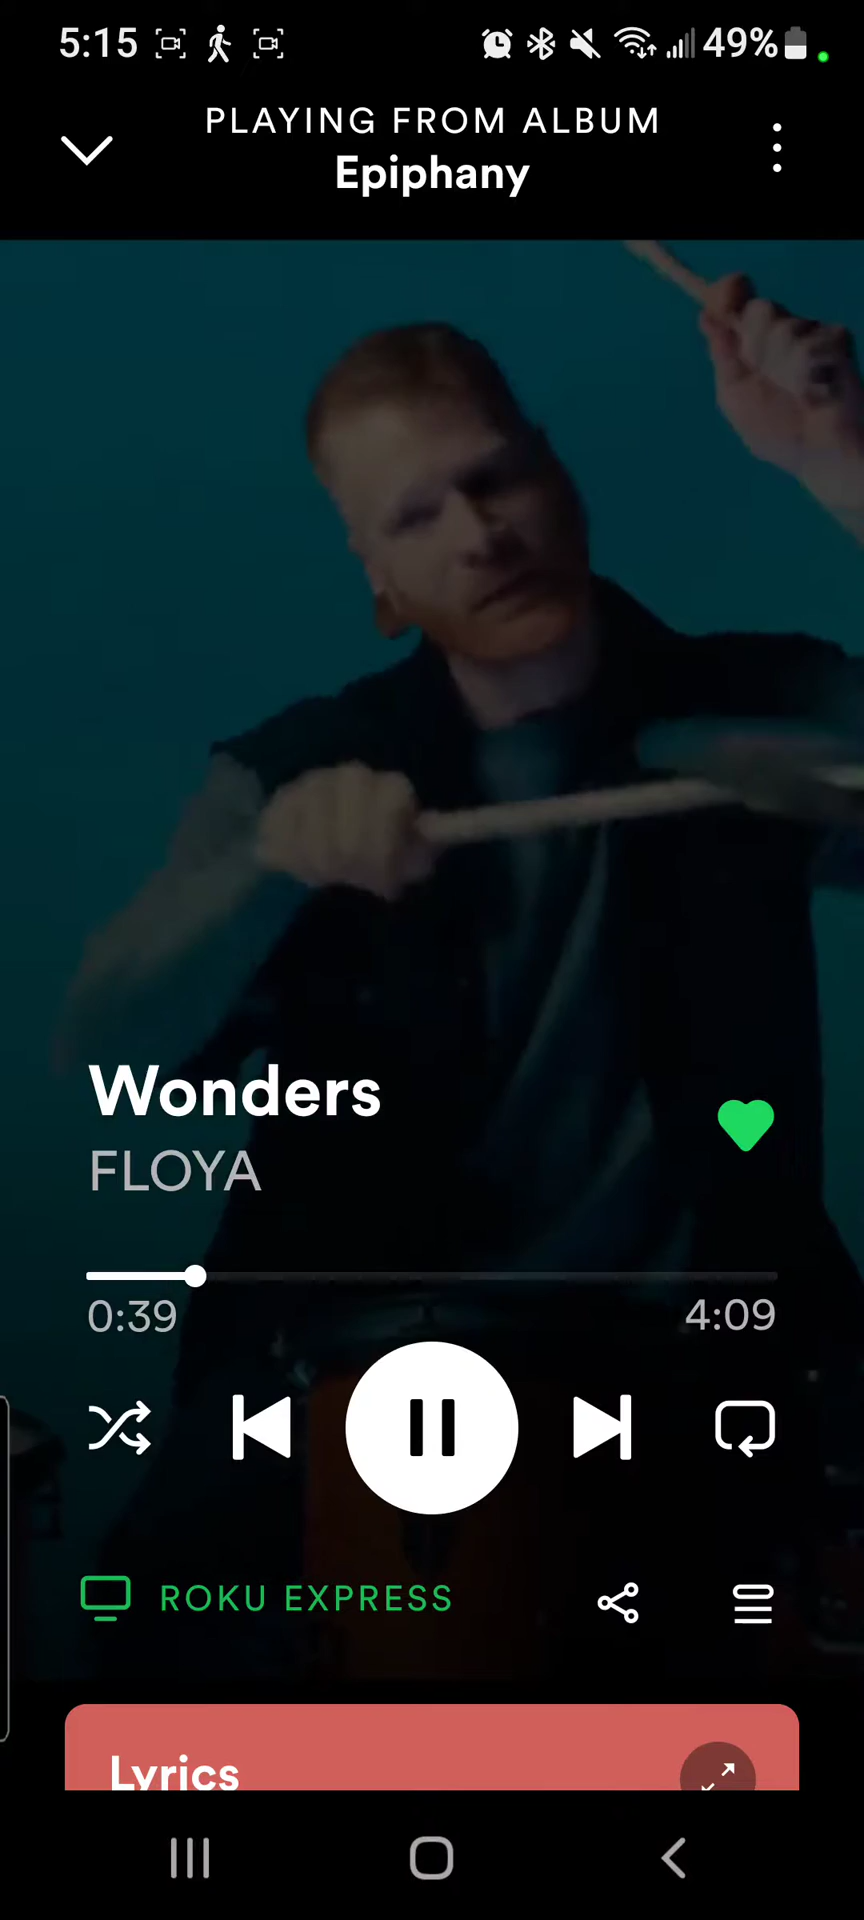 5:15 49%
PLAYING FROM ALBUM
Epiphany
Wonders
FLOYA
0:39 4:09
ROKU EXPRESS
Lyrics